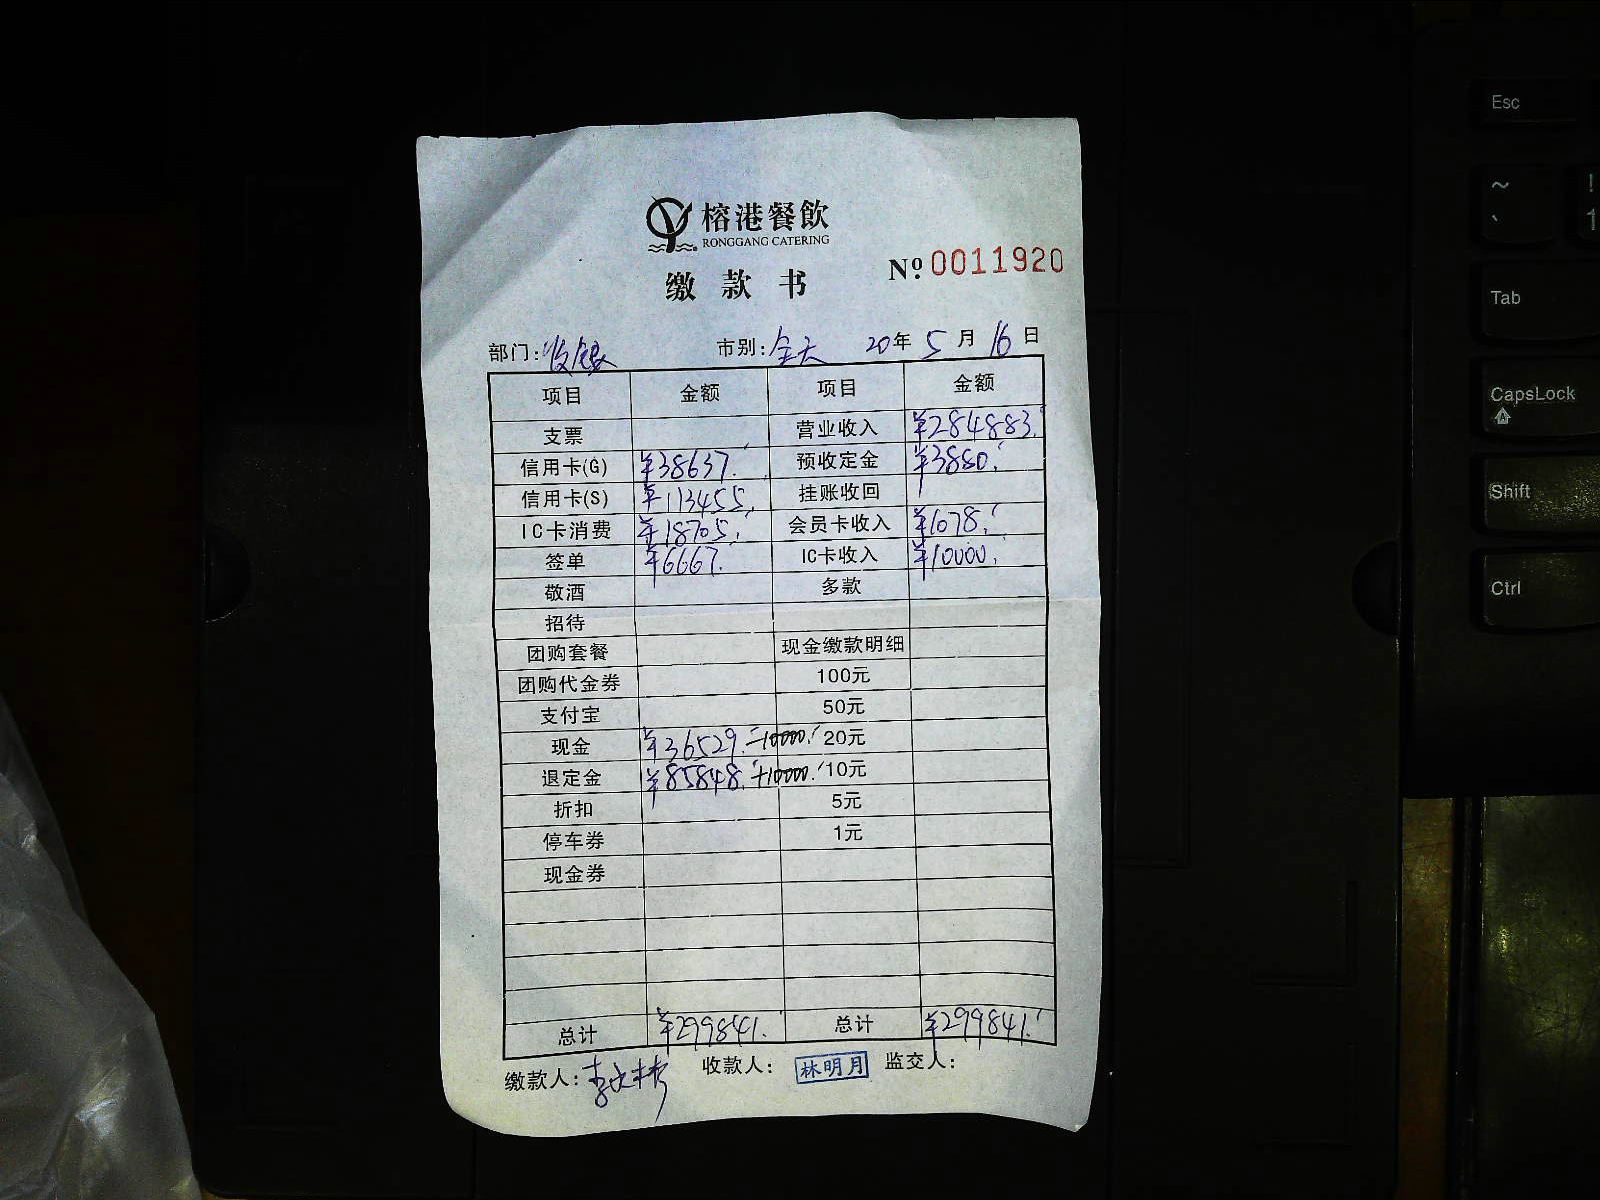 榕港餐飲
RONGGANG CATERING
缴款书
Nº 0011920
部门:收银 市别:全天 20年5月16日
项目 金额 项目 金额
支票 营业收入 ¥284883.
信用卡(G) ¥38637. 预收定金 ¥3880.
信用卡(S) ¥113455. 挂账收回
IC卡消费 ¥18705. 会员卡收入 ¥1078.
签单 ¥6667. IC卡收入 ¥10000.
敬酒 多款
招待
团购套餐 现金缴款明细
团购代金券 100元
支付宝 50元
现金 ¥36529. -10000. 20元
退定金 ¥85848. +10000. 10元
折扣 5元
停车券 1元
现金券
总计 ¥299841. 总计 ¥299841.
缴款人: 收款人: 林明月 监交人:
Esc
~ !
` 1
Tab
CapsLock
Shift
Ctrl